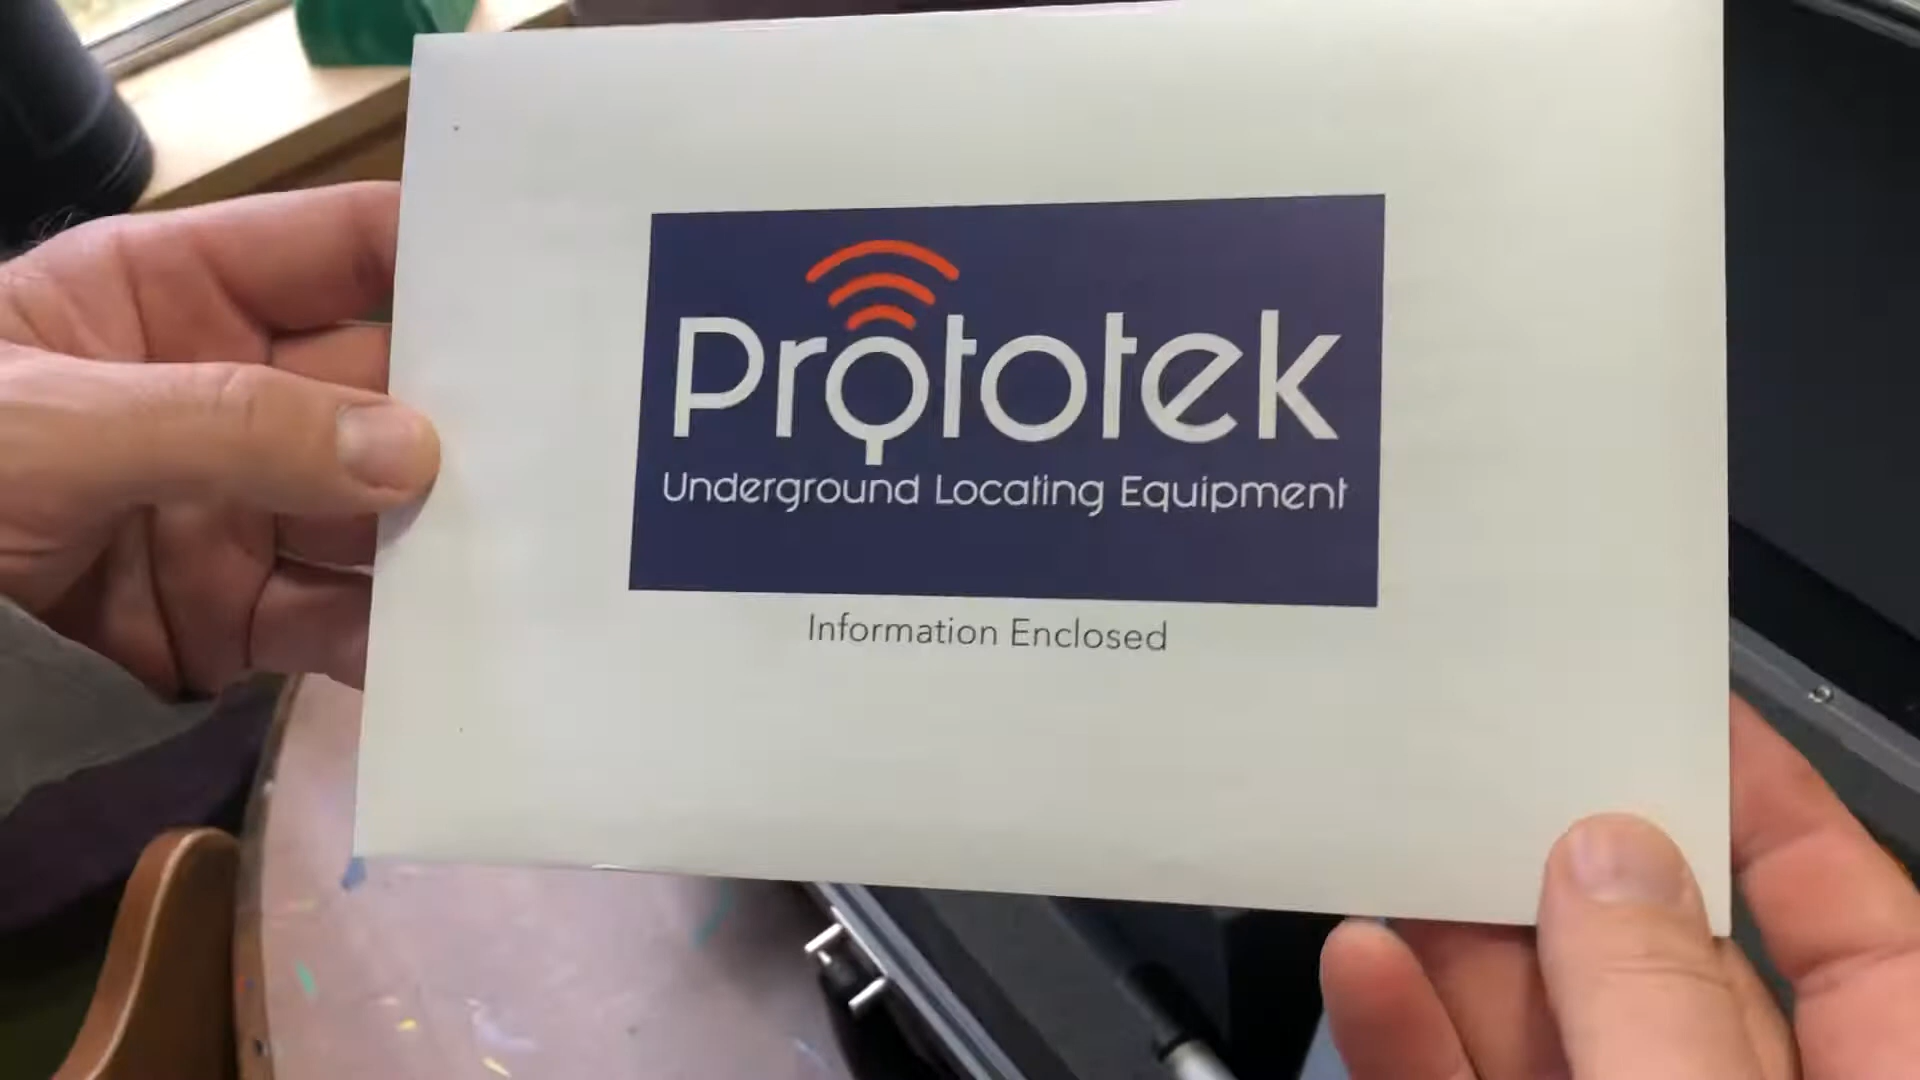 Prototek
Underground Locating Equipment
Information Enclosed